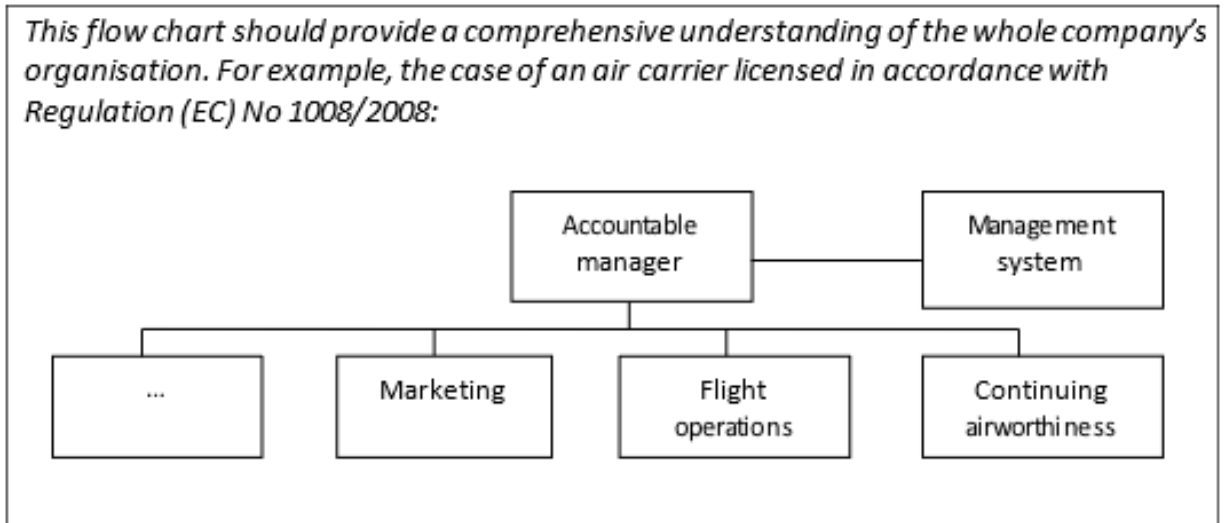 This flow chart should provide a comprehensive understanding of the whole company's
organisation. For example, the case of an air carrier licensed in accordance with
Regulation (EC) No 1008/2008:
Accountable
manager
Management
system
...
Marketing
Flight
operations
Continuing
airworthiness